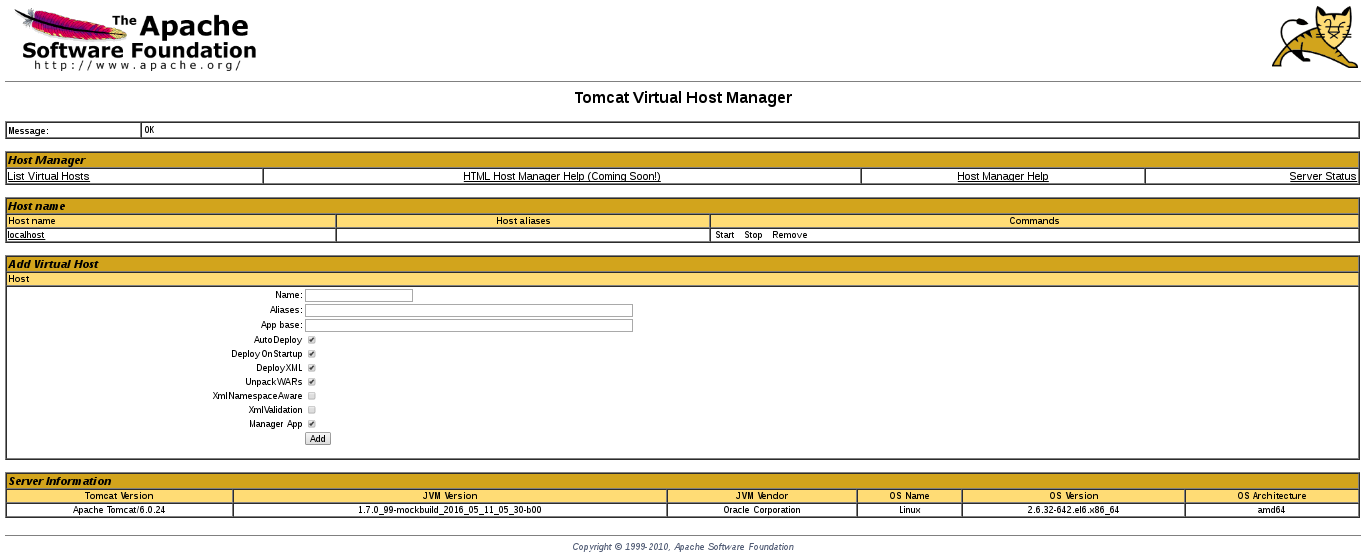 The Apache
Software Foundation
http://www.apache.org/
Tomcat Virtual Host Manager
Message: OK
Host Manager
List Virtual Hosts HTML Host Manager Help (Coming Soon!) Host Manager Help Server Status
Host name
Host name Host aliases Commands
localhost Start Stop Remove
Add Virtual Host
Host
Name:
Aliases:
App base:
AutoDeploy
DeployOnStartup
DeployXML
UnpackWARs
XmlNamespaceAware
XmlValidation
Manager App
Add
Server Information
Tomcat Version JVM Version JVM Vendor OS Name OS Version OS Architecture
Apache Tomcat/6.0.24 1.7.0_99-mockbuild_2016_05_11_05_30-b00 Oracle Corporation Linux 2.6.32-642.el6.x86_64 amd64
Copyright © 1999-2010, Apache Software Foundation